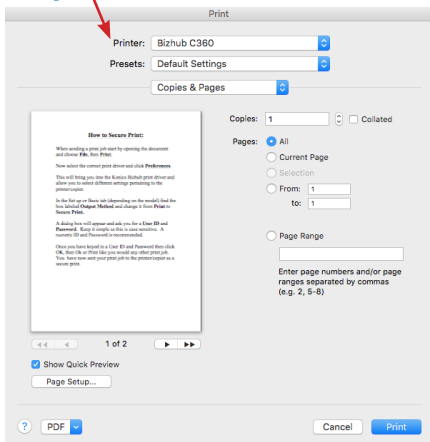 Print
Printer: Bizhub C360
Presets: Default Settings
Copies & Pages
Copies: 1 Collated
Pages: All
Current Page
Selection
From: 1
to: 1
Page Range
Enter page numbers and/or page
ranges separated by commas
(e.g. 2, 5-8)
How to Secure Print:
When sending a print job start by opening the document
and choose File, then Print.
Now select the correct print driver and click Preferences.
This will bring you into the Konica Bizhub print driver and
allow you to select different settings pertaining to the
printer/copier.
In the Set up or Basic tab (depending on the model) find the
box labeled Output Method and change it from Print to
Secure Print.
A dialog box will appear and ask you for a User ID and
Password. Keep it simple as this is case sensitive. A
numeric ID and Password is recommended.
Once you have keyed in a User ID and Password then click
OK, then Ok or Print like you would any other print job.
You have now sent your print job to the printer/copier as a
secure print.
1 of 2
Show Quick Preview
Page Setup...
? PDF Cancel Print